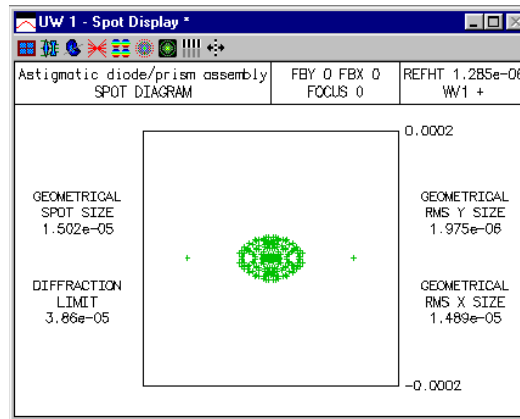 UW 1 - Spot Display *
Astigmatic diode/prism assembly
SPOT DIAGRAM
FBY 0 FBX 0
FOCUS 0
REFHT 1.285e-06
WV1 +
0.0002
GEOMETRICAL
SPOT SIZE
1.502e-05
GEOMETRICAL
RMS Y SIZE
1.975e-06
DIFFRACTION
LIMIT
3.86e-05
GEOMETRICAL
RMS X SIZE
1.489e-05
-0.0002